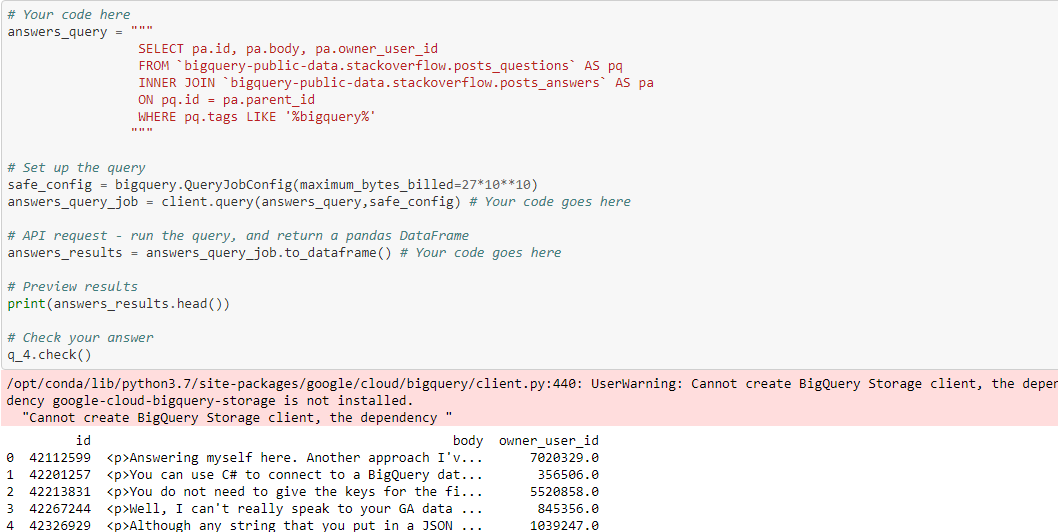 # Your code here
answers_query = """
SELECT pa.id, pa.body, pa.owner_user_id
FROM `bigquery-public-data.stackoverflow.posts_questions` AS pq
INNER JOIN `bigquery-public-data.stackoverflow.posts_answers` AS pa
ON pq.id = pa.parent_id
WHERE pq.tags LIKE '%bigquery%'
"""
# Set up the query
safe_config = bigquery.QueryJobConfig(maximum_bytes_billed=27*10**10)
answers_query_job = client.query(answers_query,safe_config) # Your code goes here
# API request - run the query, and return a pandas DataFrame
answers_results = answers_query_job.to_dataframe() # Your code goes here
# Preview results
print(answers_results.head())
# Check your answer
q_4.check()
/opt/conda/lib/python3.7/site-packages/google/cloud/bigquery/client.py:440: UserWarning: Cannot create BigQuery Storage client, the depen
dency google-cloud-bigquery-storage is not installed.
"Cannot create BigQuery Storage client, the dependency "
id body owner_user_id
0 42112599 <p>Answering myself here. Another approach I'v... 7020329.0
1 42201257 <p>You can use C# to connect to a BigQuery dat... 356506.0
2 42213831 <p>You do not need to give the keys for the fi... 5520858.0
3 42267244 <p>Well, I can't really speak to your GA data ... 845356.0
4 42326929 <p>Although any string that you put in a JSON ... 1039247.0